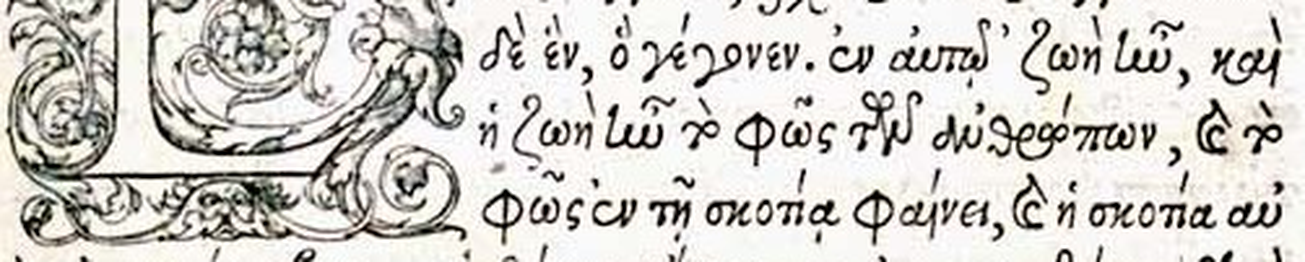 δὲ ἓν, ὃ γέγονεν. ἐν αὐτῷ ζωὴ ἦν, καὶ
ἡ ζωὴ ἦν τὸ φῶς τῶν ἀνθρώπων, καὶ τὸ
φῶς ἐν τῇ σκοτίᾳ φαίνει, καὶ ἡ σκοτία αὐ